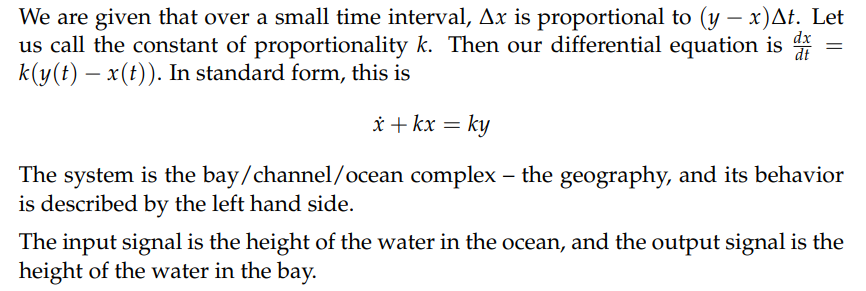 We are given that over a small time interval, Δx is proportional to (y − x)Δt. Let
us call the constant of proportionality k. Then our differential equation is dx/dt =
k(y(t) − x(t)). In standard form, this is
ẋ + kx = ky
The system is the bay/channel/ocean complex – the geography, and its behavior
is described by the left hand side.
The input signal is the height of the water in the ocean, and the output signal is the
height of the water in the bay.